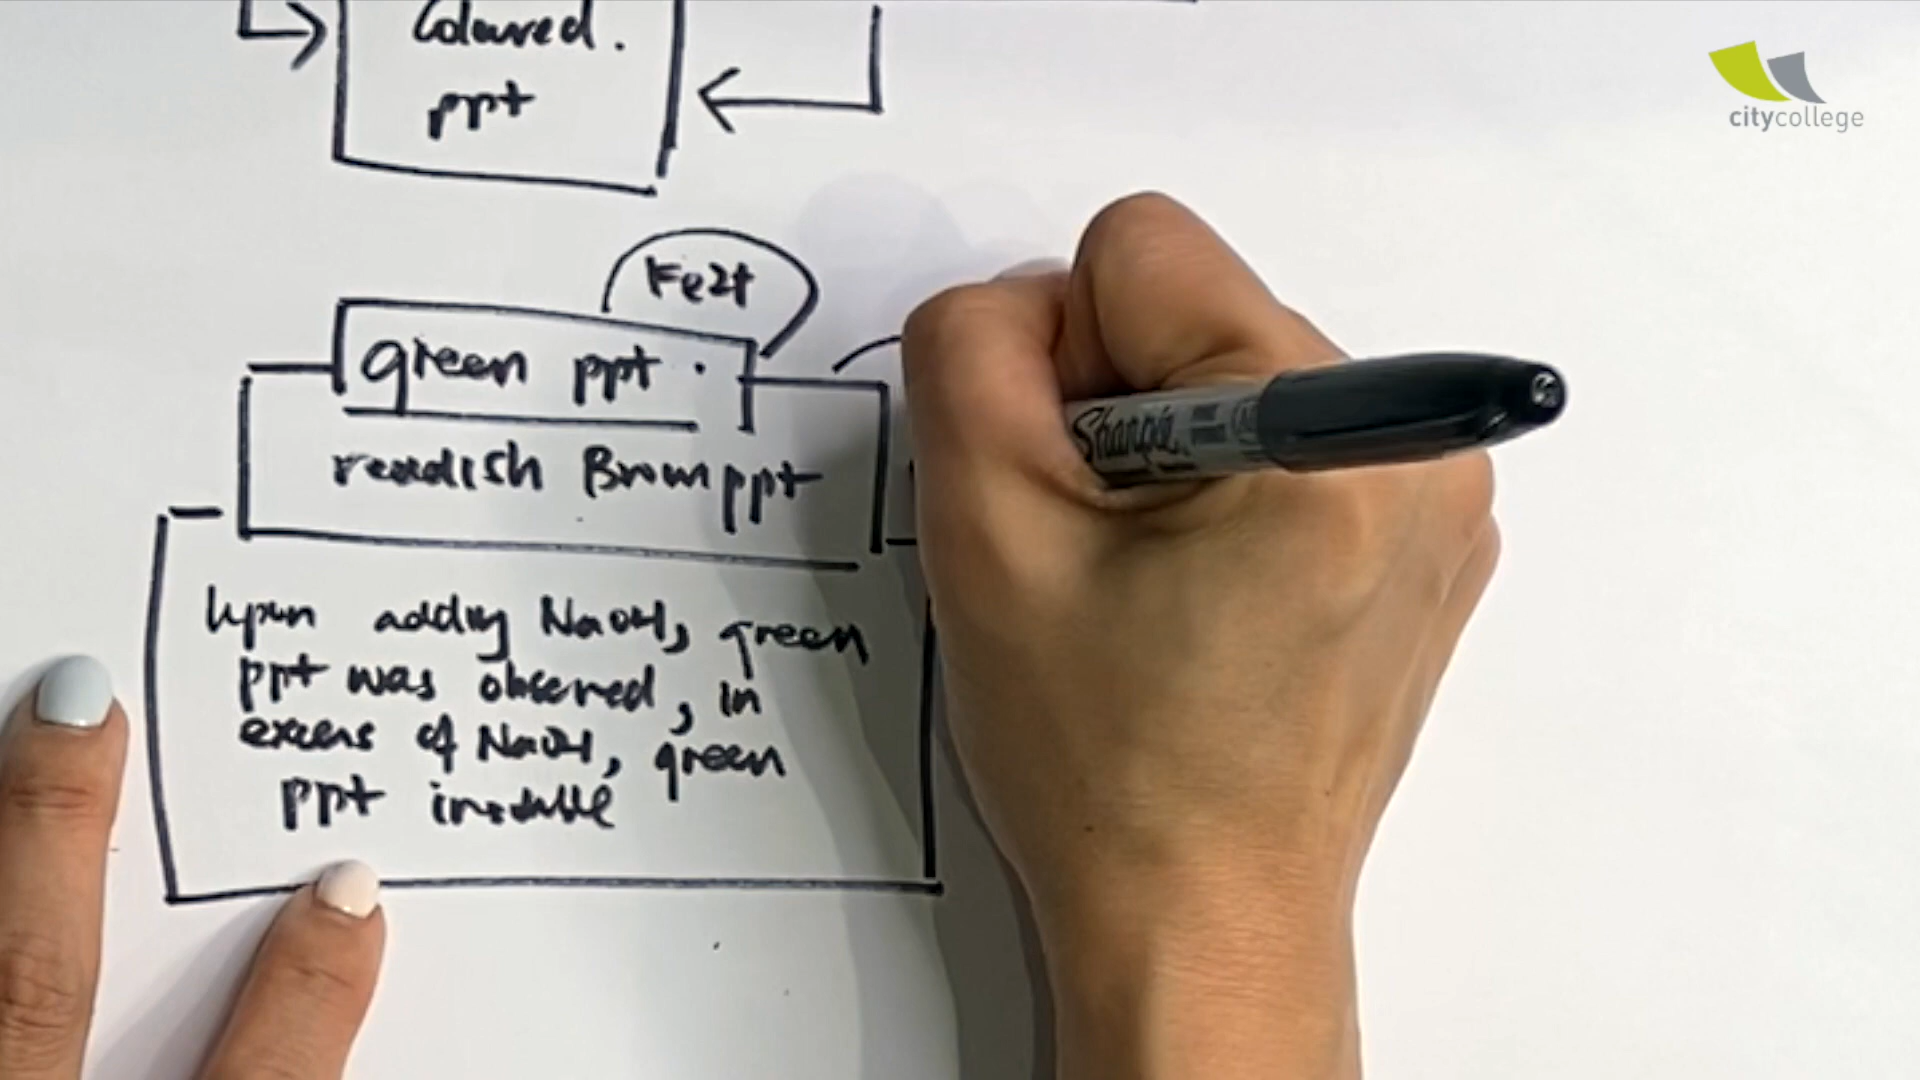 Coloured.
ppt
citycollege
Fe2+
green ppt.
readish Brown ppt
Upon adding NaOH, green
ppt was observed, in
excess of NaOH, green
ppt insoluble
Sharpie